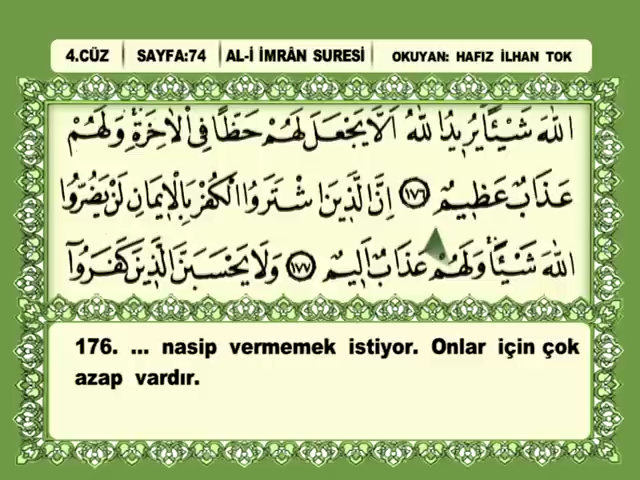 4.CÜZ SAYFA:74 AL-İ İMRÂN SURESİ OKUYAN: HAFIZ İLHAN TOK
اللّٰهَ شَيْـًٔاۜ يُر۪يدُ اللّٰهُ اَلَّا يَجْعَلَ لَهُمْ حَظًّا فِي الْاٰخِرَةِۚ وَلَهُمْ
عَذَابٌ عَظ۪يمٌ ﴿١٧٦﴾ اِنَّ الَّذ۪ينَ اشْتَرَوُا الْكُفْرَ بِالْا۪يمَانِ لَنْ يَضُرُّوا
اللّٰهَ شَيْـًٔاۚ وَلَهُمْ عَذَابٌ اَل۪يمٌ ﴿١٧٧﴾ وَلَا يَحْسَبَنَّ الَّذ۪ينَ كَفَرُٓوا
176. ... nasip vermemek istiyor. Onlar için çok
azap vardır.